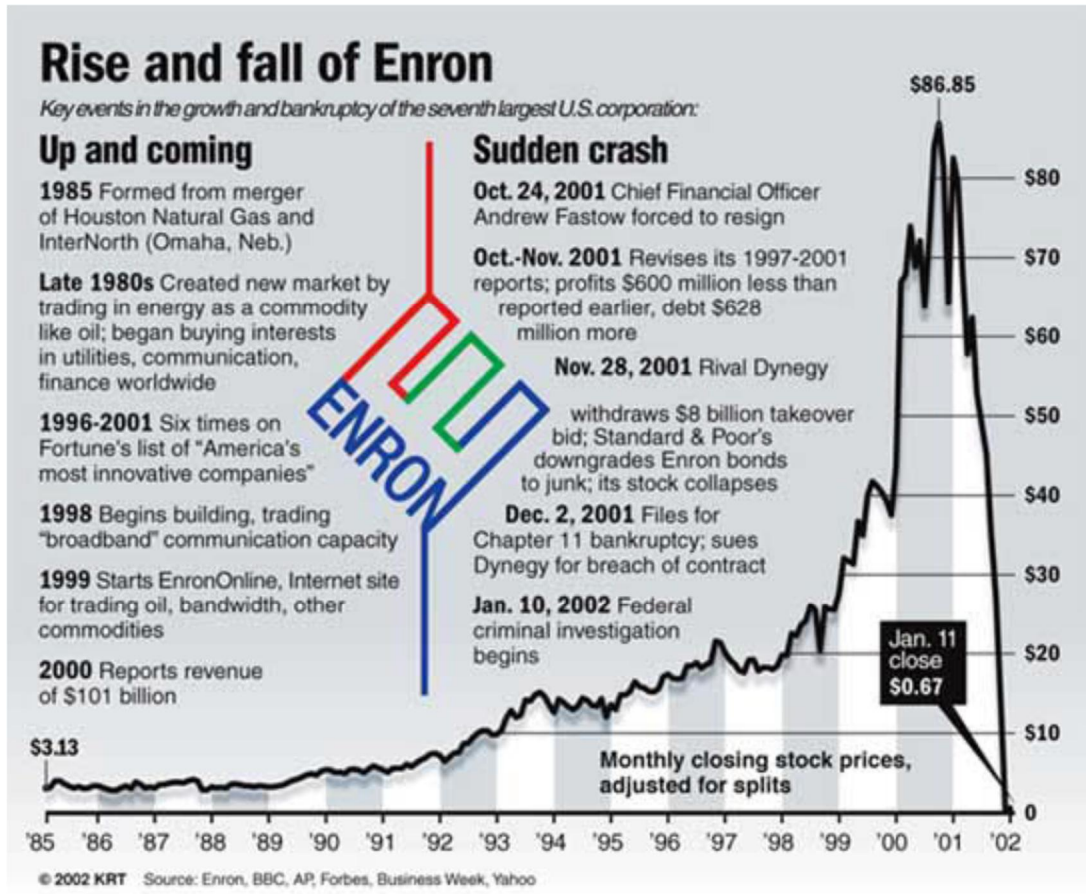 Rise and fall of Enron
Key events in the growth and bankruptcy of the seventh largest U.S. corporation:
Up and coming
1985 Formed from merger
of Houston Natural Gas and
InterNorth (Omaha, Neb.)
Late 1980s Created new market by
trading in energy as a commodity
like oil; began buying interests
in utilities, communication,
finance worldwide
1996-2001 Six times on
Fortune's list of "America's
most innovative companies"
1998 Begins building, trading
"broadband" communication capacity
1999 Starts EnronOnline, Internet site
for trading oil, bandwidth, other
commodities
2000 Reports revenue
of $101 billion
ENRON
Sudden crash
Oct. 24, 2001 Chief Financial Officer
Andrew Fastow forced to resign
Oct.-Nov. 2001 Revises its 1997-2001
reports; profits $600 million less than
reported earlier, debt $628
million more
Nov. 28, 2001 Rival Dynegy
withdraws $8 billion takeover
bid; Standard & Poor's
downgrades Enron bonds
to junk; its stock collapses
Dec. 2, 2001 Files for
Chapter 11 bankruptcy; sues
Dynegy for breach of contract
Jan. 10, 2002 Federal
criminal investigation
begins
$86.85
$80
$70
$60
$50
$40
$30
$20
$10
0
Jan. 11
close
$0.67
$3.13
Monthly closing stock prices,
adjusted for splits
'85 '86 '87 '88 '89 '90 '91 '92 '93 '94 '95 '96 '97 '98 '99 '00 '01 '02
© 2002 KRT Source: Enron, BBC, AP, Forbes, Business Week, Yahoo